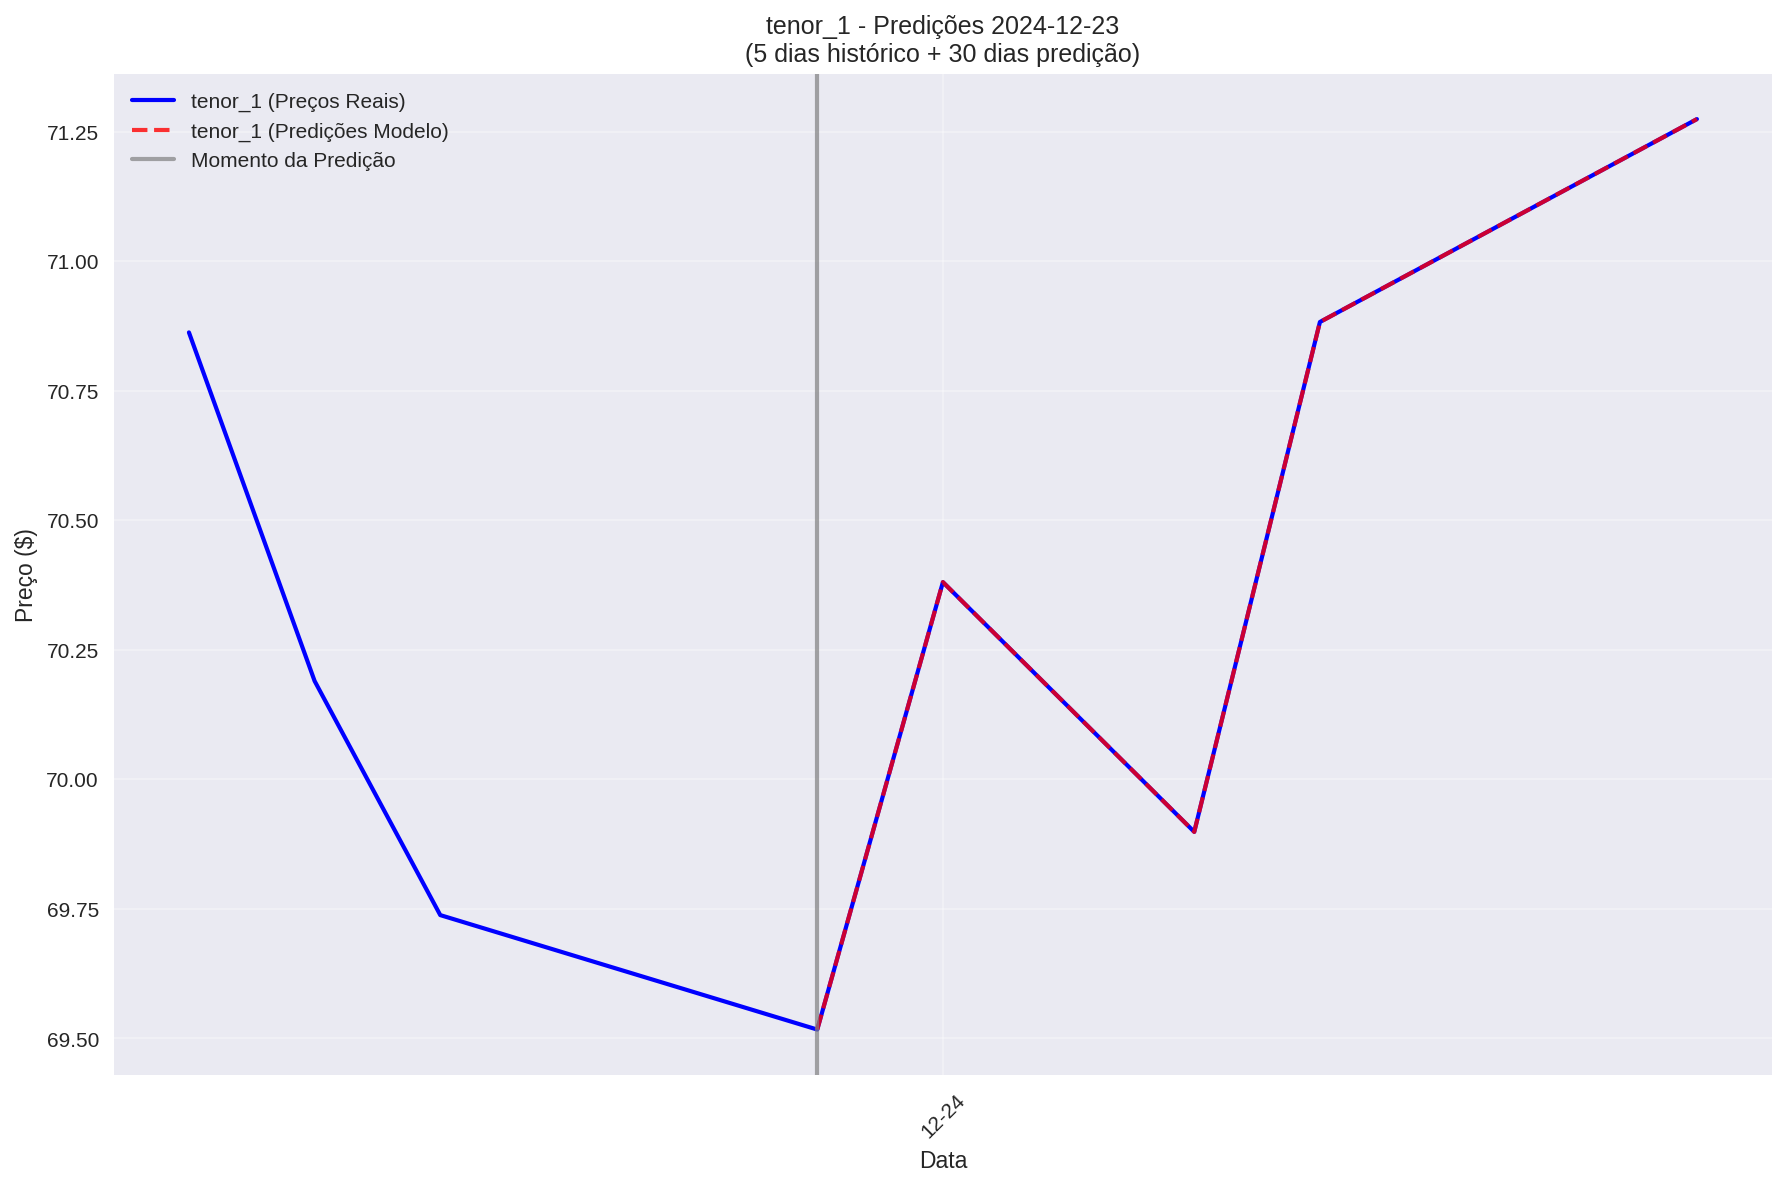 tenor_1 - Predições 2024-12-23
(5 dias histórico + 30 dias predição)
tenor_1 (Preços Reais)
tenor_1 (Predições Modelo)
Momento da Predição
71.25
71.00
70.75
70.50
70.25
70.00
69.75
69.50
Preço ($)
12-24
Data